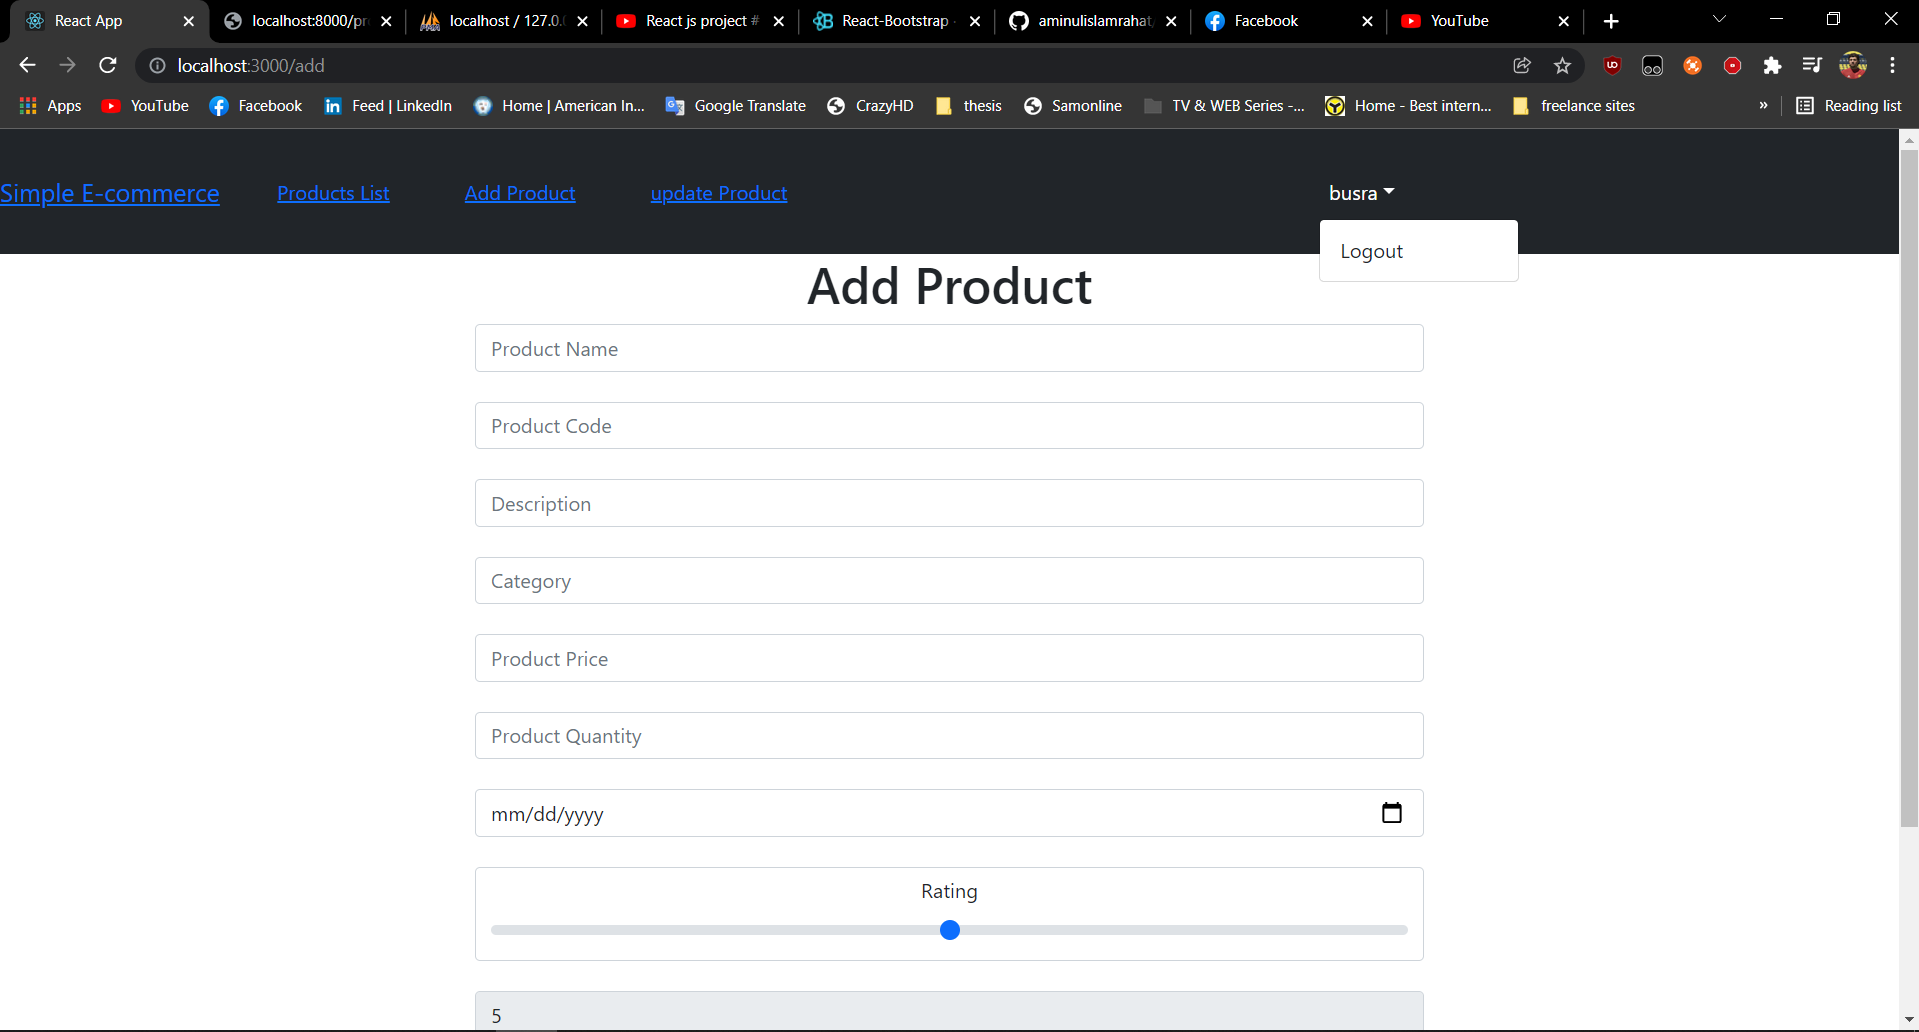 React App
localhost:8000/pr
localhost / 127.0.0
React js project #
React-Bootstrap
aminulislamrahat
Facebook
YouTube
localhost:3000/add
Apps
YouTube
Facebook
Feed | LinkedIn
Home | American In...
Google Translate
CrazyHD
thesis
Samonline
TV & WEB Series -...
Home - Best intern...
freelance sites
»
Reading list
Simple E-commerce
Products List
Add Product
update Product
busra
Logout
Add Product
Product Name
Product Code
Description
Category
Product Price
Product Quantity
mm/dd/yyyy
Rating
5